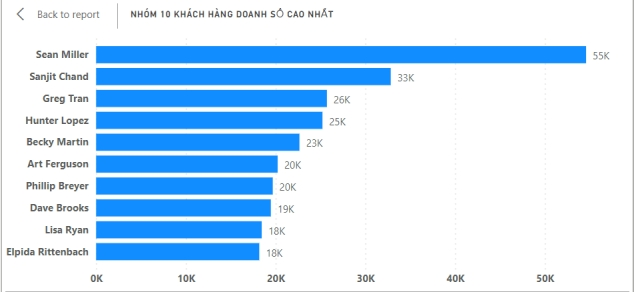 Back to report
NHÓM 10 KHÁCH HÀNG DOANH SỐ CAO NHẤT
Sean Miller 55K
Sanjit Chand 33K
Greg Tran 26K
Hunter Lopez 25K
Becky Martin 23K
Art Ferguson 20K
Phillip Breyer 20K
Dave Brooks 19K
Lisa Ryan 18K
Elpida Rittenbach 18K
0K 10K 20K 30K 40K 50K